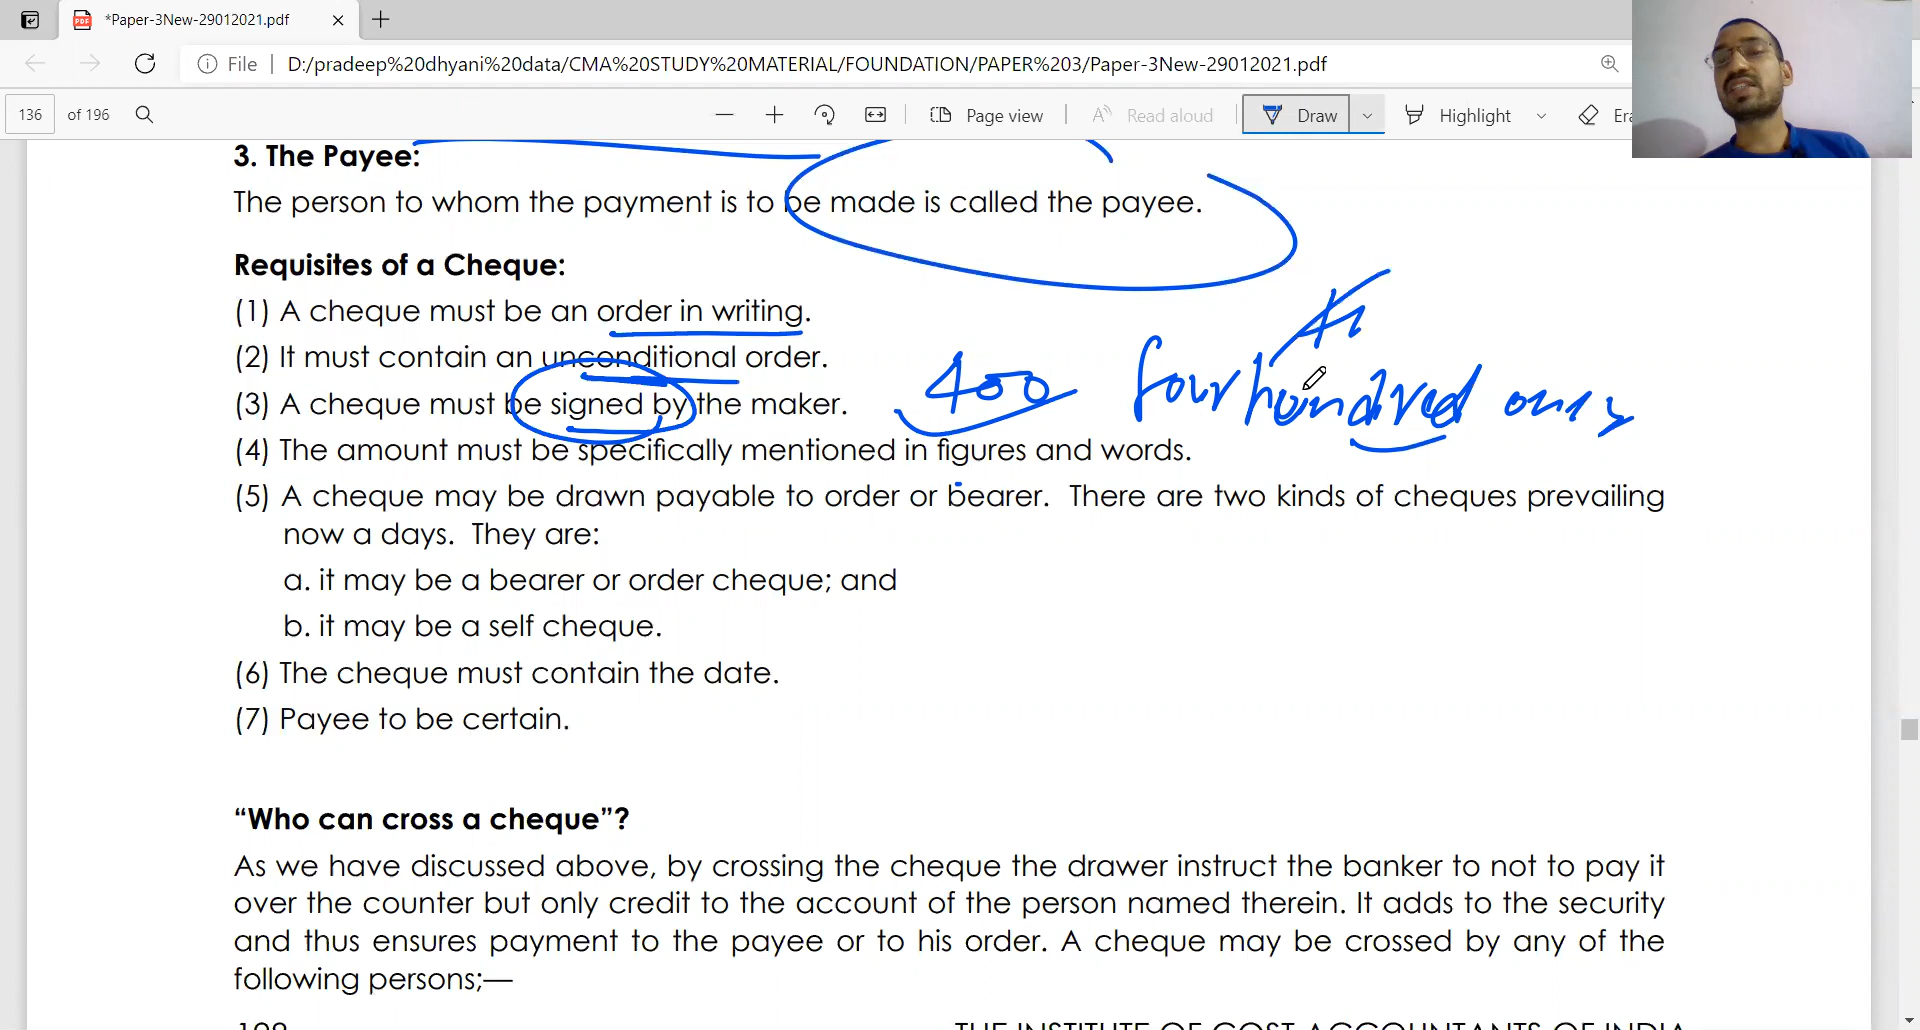 *Paper-3New-29012021.pdf
File | D:/pradeep%20dhyani%20data/CMA%20STUDY%20MATERIAL/FOUNDATION/PAPER%203/Paper-3New-29012021.pdf
136 of 196 Page view Read aloud Draw Highlight Era
3. The Payee:
The person to whom the payment is to be made is called the payee.
Requisites of a Cheque:
(1) A cheque must be an order in writing.
(2) It must contain an unconditional order.
(3) A cheque must be signed by the maker.
400 four hundred only
(4) The amount must be specifically mentioned in figures and words.
(5) A cheque may be drawn payable to order or bearer. There are two kinds of cheques prevailing
now a days. They are:
a. it may be a bearer or order cheque; and
b. it may be a self cheque.
(6) The cheque must contain the date.
(7) Payee to be certain.
“Who can cross a cheque”?
As we have discussed above, by crossing the cheque the drawer instruct the banker to not to pay it
over the counter but only credit to the account of the person named therein. It adds to the security
and thus ensures payment to the payee or to his order. A cheque may be crossed by any of the
following persons;—
THE INSTITUTE OF COST ACCOUNTANTS OF INDIA